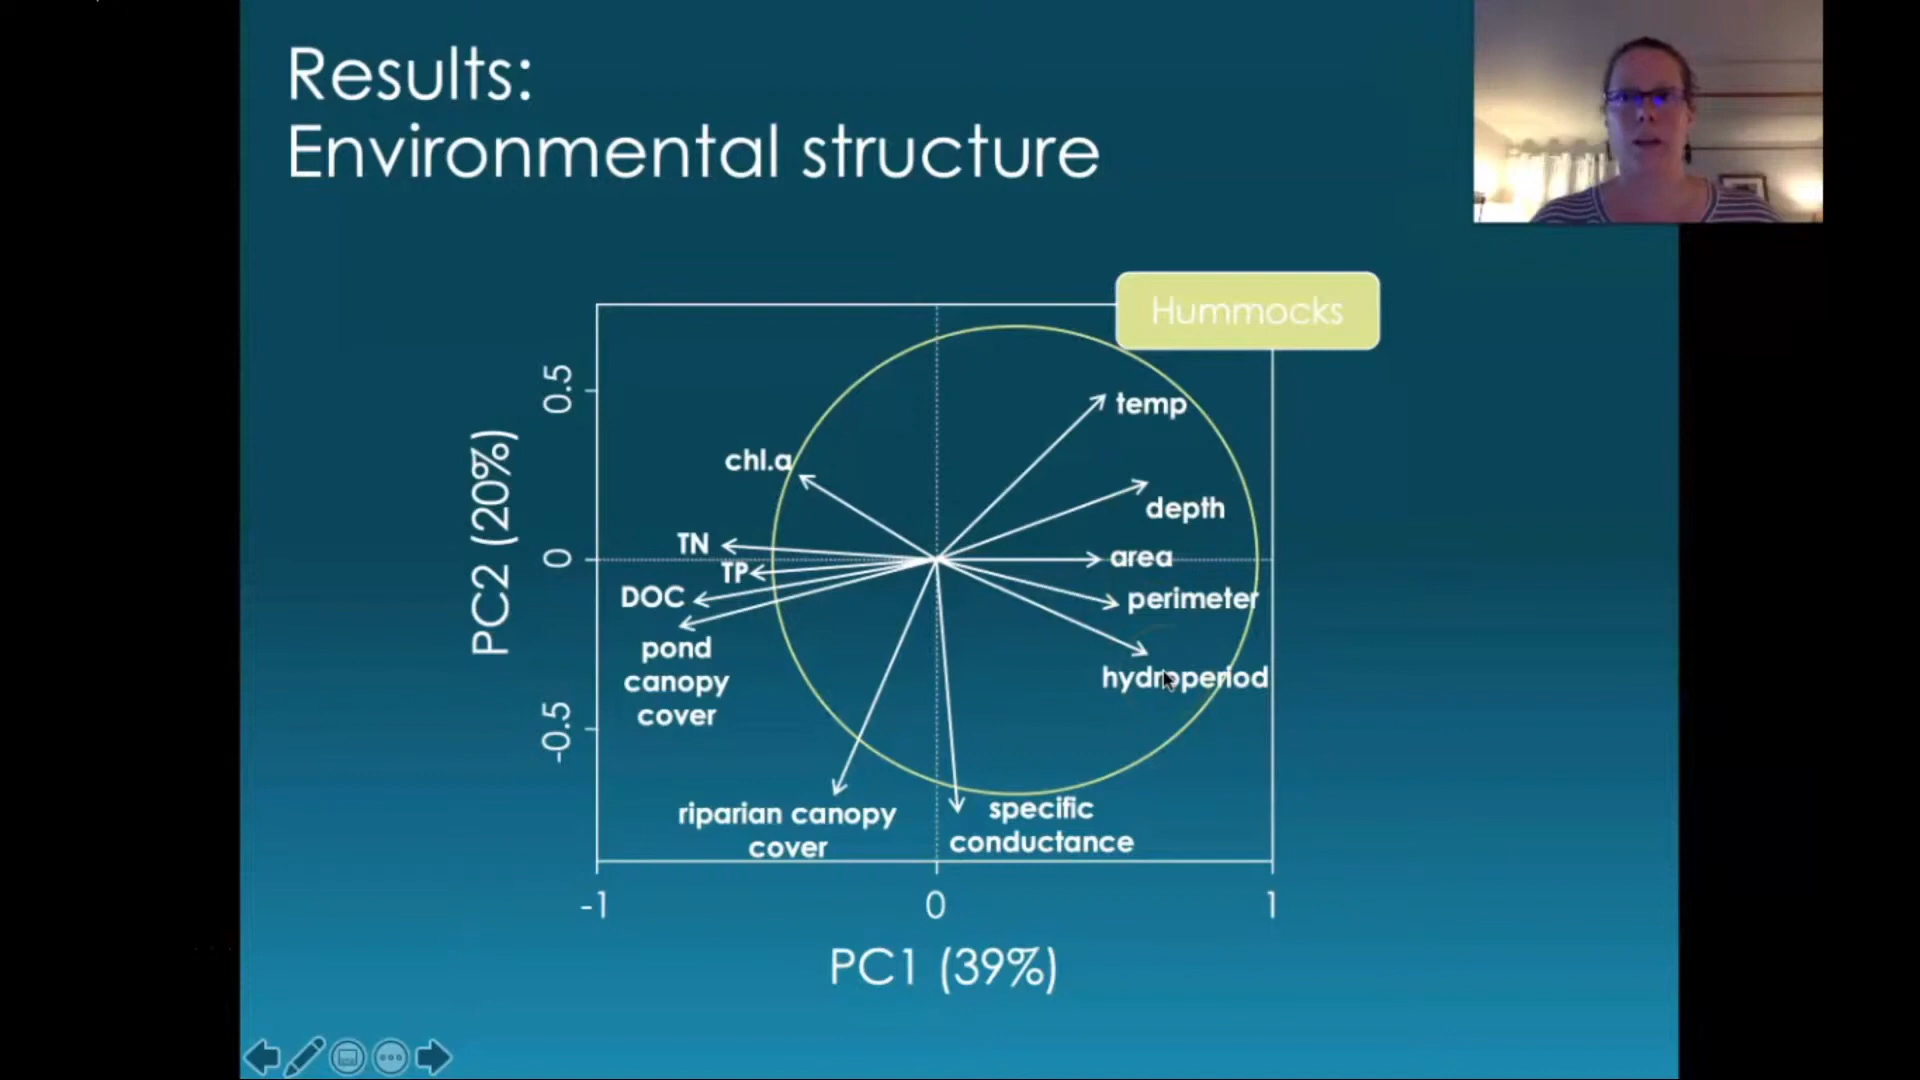 Results:
Environmental structure
Hummocks
temp
chl.a
depth
TN
area
TP
DOC
perimeter
pond
canopy
cover
hydroperiod
riparian canopy
cover
specific
conductance
0.5
0
-0.5
PC2 (20%)
-1
0
1
PC1 (39%)